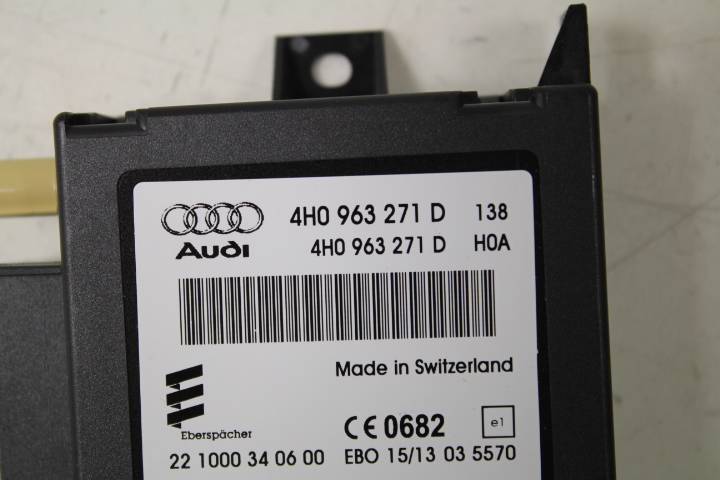 4H0 963 271 D 138
Audi 4H0 963 271 D H0A
Made in Switzerland
Eberspächer CE 0682 e1
22 1000 34 06 00 EBO 15/13 03 5570